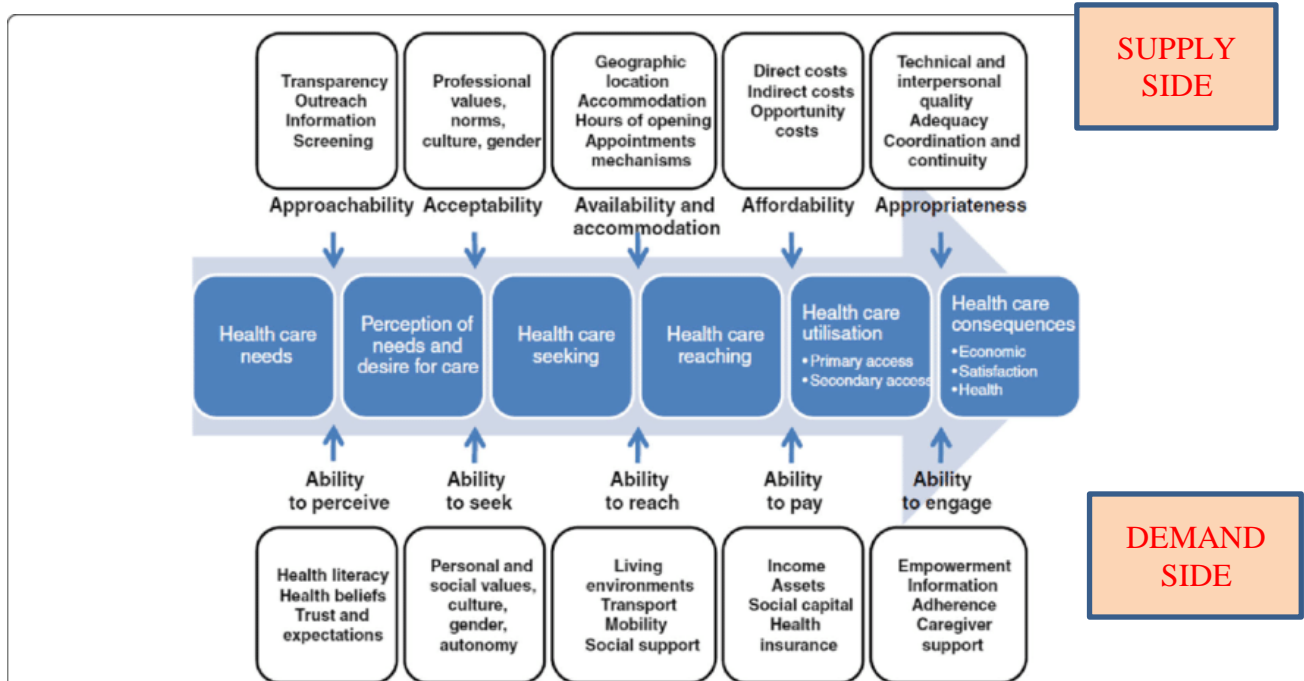 SUPPLY
SIDE
Transparency
Outreach
Information
Screening
Professional
values,
norms,
culture, gender
Geographic
location
Accommodation
Hours of opening
Appointments
mechanisms
Direct costs
Indirect costs
Opportunity
costs
Technical and
interpersonal
quality
Adequacy
Coordination and
continuity
Approachability
Acceptability
Availability and
accommodation
Affordability
Appropriateness
Health care
needs
Perception of
needs and
desire for care
Health care
seeking
Health care
reaching
Health care
utilisation
•Primary access
•Secondary access
Health care
consequences
•Economic
•Satisfaction
•Health
Ability
to perceive
Ability
to seek
Ability
to reach
Ability
to pay
Ability
to engage
DEMAND
SIDE
Health literacy
Health beliefs
Trust and
expectations
Personal and
social values,
culture,
gender,
autonomy
Living
environments
Transport
Mobility
Social support
Income
Assets
Social capital
Health
insurance
Empowerment
Information
Adherence
Caregiver
support